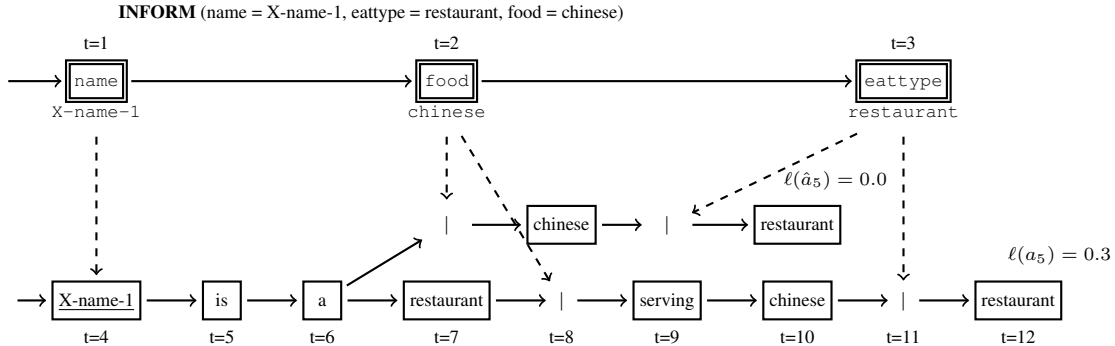 INFORM (name = X-name-1, eattype = restaurant, food = chinese)
t=1 t=2 t=3
name food eattype
X-name-1 chinese restaurant
ℓ(â₅) = 0.0
| chinese | restaurant
ℓ(a₅) = 0.3
X-name-1 is a restaurant | serving chinese | restaurant
t=4 t=5 t=6 t=7 t=8 t=9 t=10 t=11 t=12